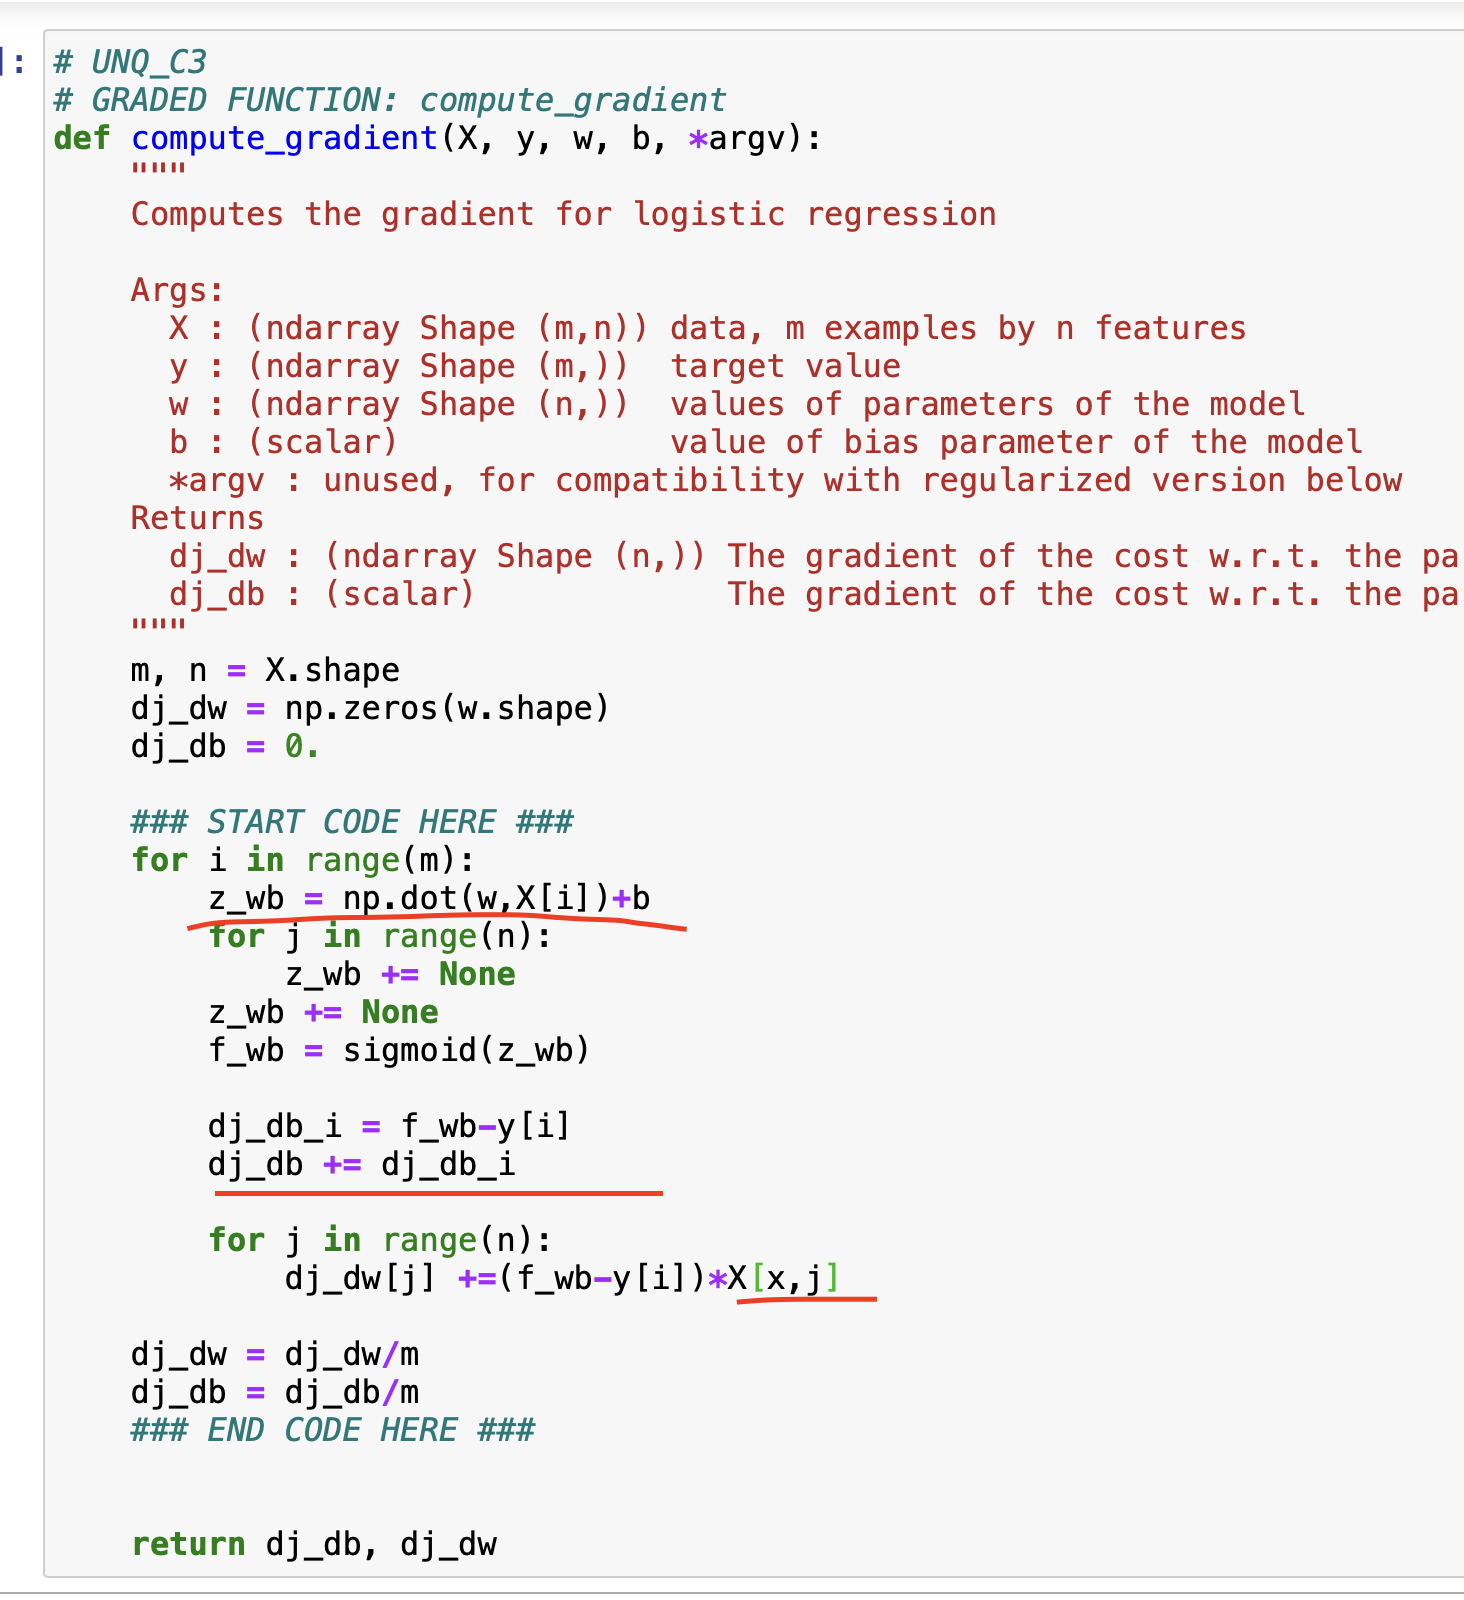 ]:
# UNQ_C3
# GRADED FUNCTION: compute_gradient
def compute_gradient(X, y, w, b, *argv):
    """
    Computes the gradient for logistic regression

    Args:
      X : (ndarray Shape (m,n)) data, m examples by n features
      y : (ndarray Shape (m,))  target value
      w : (ndarray Shape (n,))  values of parameters of the model
      b : (scalar)              value of bias parameter of the model
      *argv : unused, for compatibility with regularized version below
    Returns
      dj_dw : (ndarray Shape (n,)) The gradient of the cost w.r.t. the pa
      dj_db : (scalar)             The gradient of the cost w.r.t. the pa
    """
    m, n = X.shape
    dj_dw = np.zeros(w.shape)
    dj_db = 0.

    ### START CODE HERE ###
    for i in range(m):
        z_wb = np.dot(w,X[i])+b
        for j in range(n):
            z_wb += None
        z_wb += None
        f_wb = sigmoid(z_wb)

        dj_db_i = f_wb-y[i]
        dj_db += dj_db_i

        for j in range(n):
            dj_dw[j] +=(f_wb-y[i])*X[x,j]

    dj_dw = dj_dw/m
    dj_db = dj_db/m
    ### END CODE HERE ###


    return dj_db, dj_dw